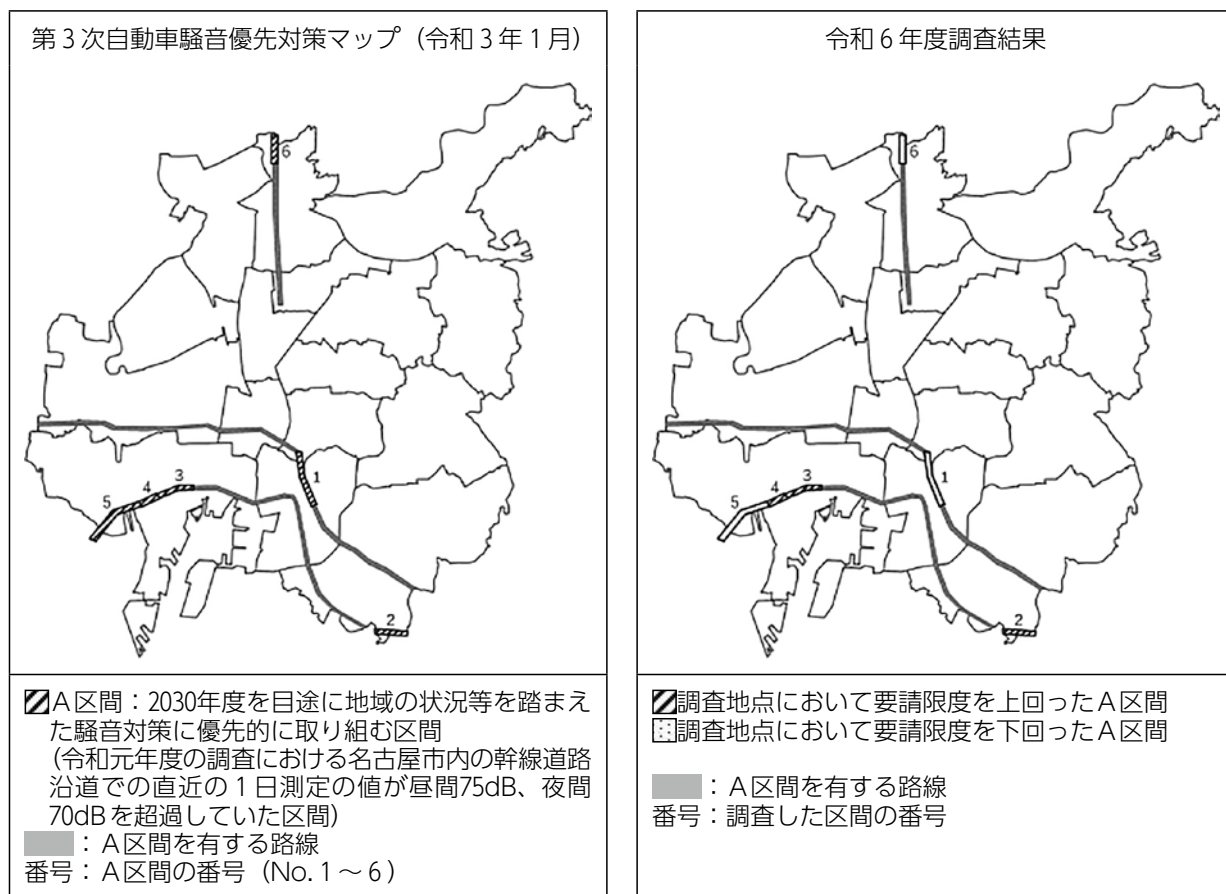 第3次自動車騒音優先対策マップ（令和3年1月）
6
1
3
4
5
2
A区間：2030年度を目途に地域の状況等を踏まえ
た騒音対策に優先的に取り組む区間
(令和元年度の調査における名古屋市内の幹線道路
沿道での直近の1日測定の値が昼間75dB、夜間
70dBを超過していた区間)
：A区間を有する路線
番号：A区間の番号（No.1～6）
令和6年度調査結果
6
1
3
4
5
2
調査地点において要請限度を上回ったA区間
調査地点において要請限度を下回ったA区間
：A区間を有する路線
番号：調査した区間の番号